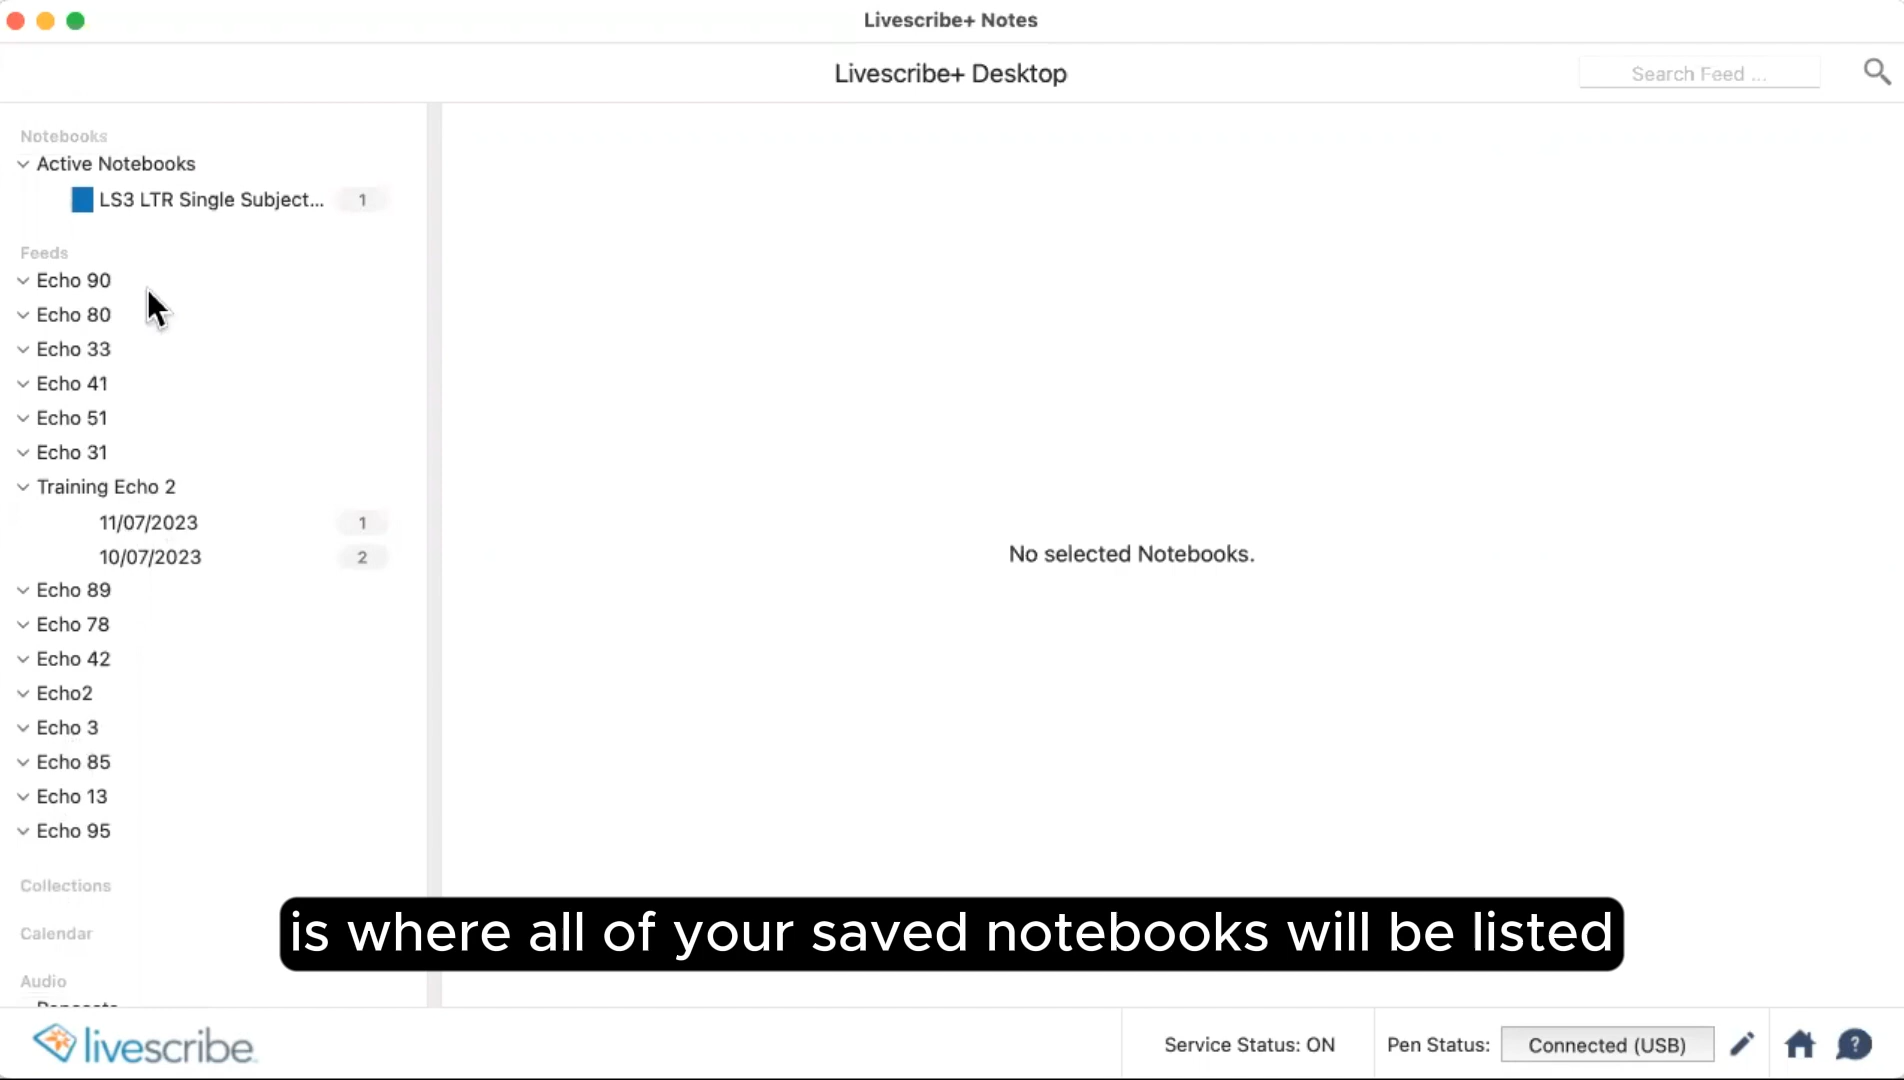 Livescribe+ Notes
Livescribe+ Desktop
Search Feed ...
Notebooks
Active Notebooks
LS3 LTR Single Subject... 1
Feeds
Echo 90
Echo 80
Echo 33
Echo 41
Echo 51
Echo 31
Training Echo 2
11/07/2023 1
10/07/2023 2
Echo 89
Echo 78
Echo 42
Echo2
Echo 3
Echo 85
Echo 13
Echo 95
Collections
Calendar
Audio
No selected Notebooks.
is where all of your saved notebooks will be listed
livescribe
Service Status: ON
Pen Status: Connected (USB)
?